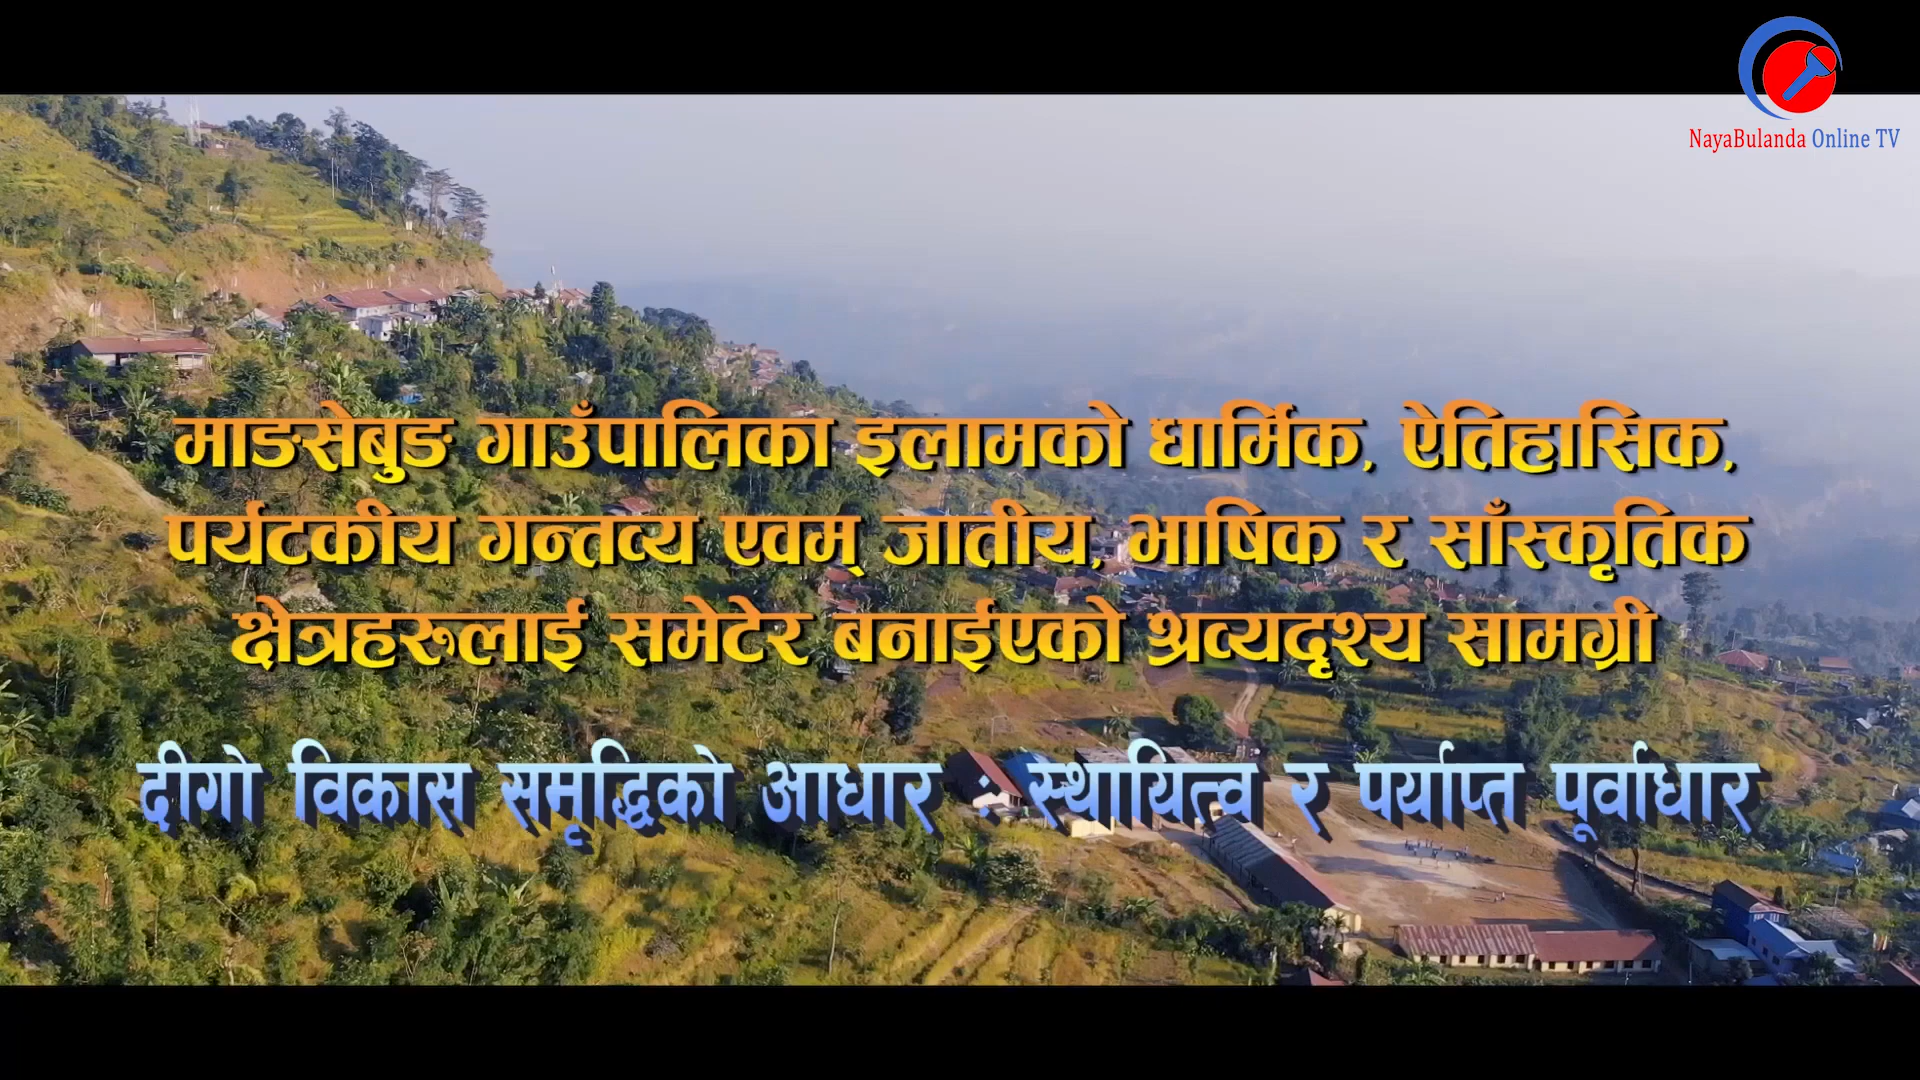 NayaBulanda Online TV
माङसेबुङ गाउँपालिका इलामको धार्मिक, ऐतिहासिक,
पर्यटकीय गन्तव्य एवम् जातीय, भाषिक र साँस्कृतिक
क्षेत्रहरुलाई समेटेर बनाईएको श्रव्यदृश्य सामग्री
दीगो विकास समृद्धिको आधार : स्थायित्व र पर्याप्त पूर्वाधार